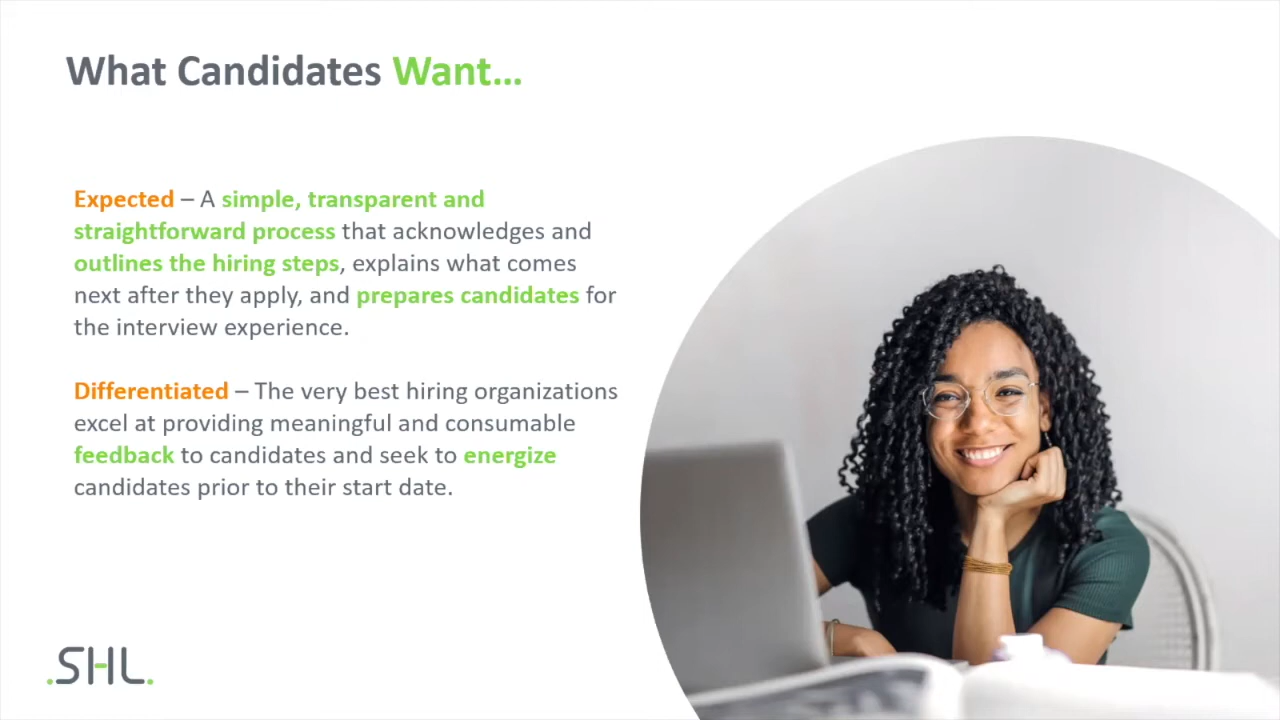 What Candidates Want...
Expected – A simple, transparent and
straightforward process that acknowledges and
outlines the hiring steps, explains what comes
next after they apply, and prepares candidates for
the interview experience.
Differentiated – The very best hiring organizations
excel at providing meaningful and consumable
feedback to candidates and seek to energize
candidates prior to their start date.
.SHL.